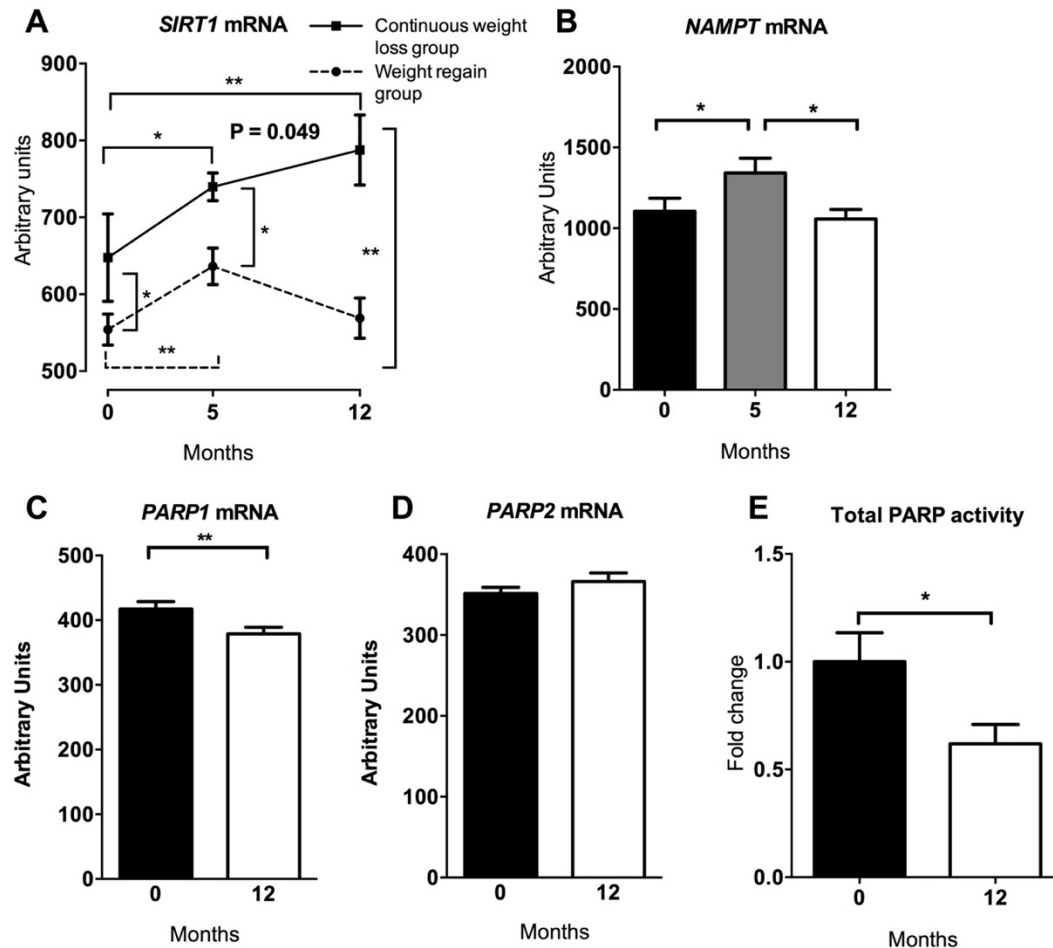 A
SIRT1 mRNA
Continuous weight
loss group
Weight regain
group
Arbitrary units
900
800
700
600
500
**
*
P = 0.049
*
**
*
**
0 5 12
Months
B
NAMPT mRNA
Arbitrary Units
2000
1500
1000
500
0
* *
0 5 12
Months
C
PARP1 mRNA
Arbitrary Units
500
400
300
200
100
0
**
0 12
Months
D
PARP2 mRNA
Arbitrary Units
400
300
200
100
0
0 12
Months
E
Total PARP activity
Fold change
1.5
1.0
0.5
0.0
*
0 12
Months